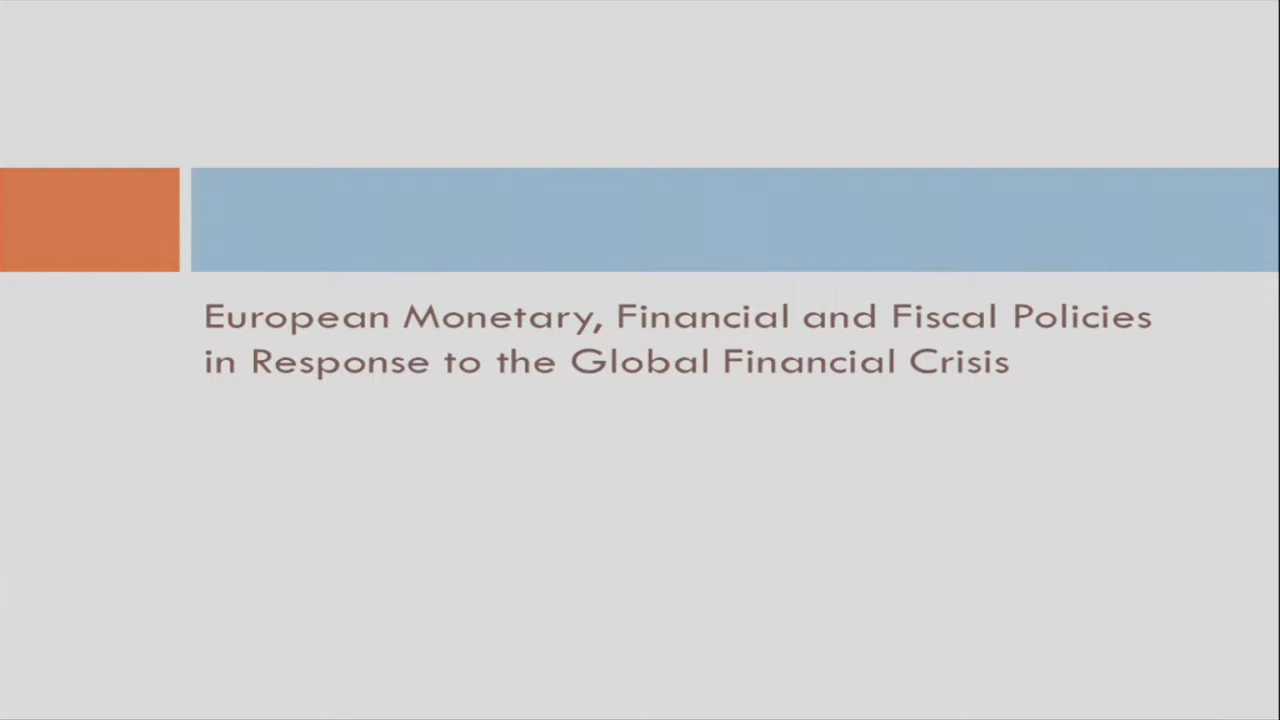 European Monetary, Financial and Fiscal Policies
in Response to the Global Financial Crisis